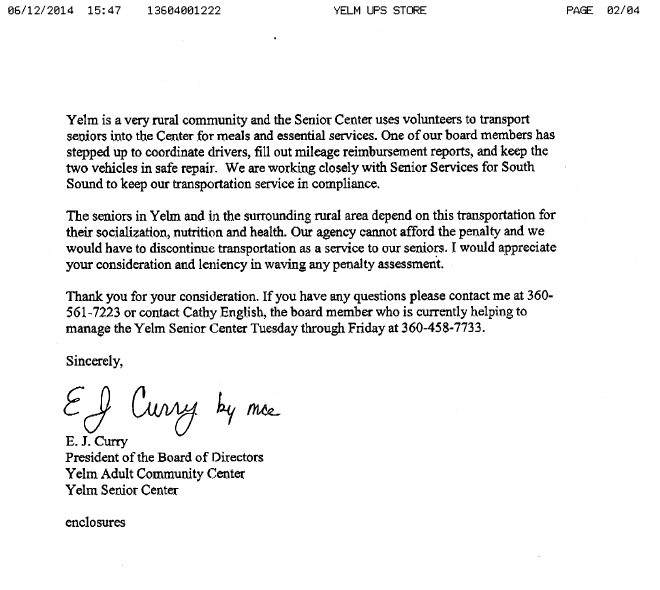 06/12/2014 15:47 13604001222 YELM UPS STORE PAGE 02/04
Yelm is a very rural community and the Senior Center uses volunteers to transport
seniors into the Center for meals and essential services. One of our board members has
stepped up to coordinate drivers, fill out mileage reimbursement reports, and keep the
two vehicles in safe repair. We are working closely with Senior Services for South
Sound to keep our transportation service in compliance.
The seniors in Yelm and in the surrounding rural area depend on this transportation for
their socialization, nutrition and health. Our agency cannot afford the penalty and we
would have to discontinue transportation as a service to our seniors. I would appreciate
your consideration and leniency in waving any penalty assessment.
Thank you for your consideration. If you have any questions please contact me at 360-
561-7223 or contact Cathy English, the board member who is currently helping to
manage the Yelm Senior Center Tuesday through Friday at 360-458-7733.
Sincerely,
E J Curry by mce
E. J. Curry
President of the Board of Directors
Yelm Adult Community Center
Yelm Senior Center
enclosures